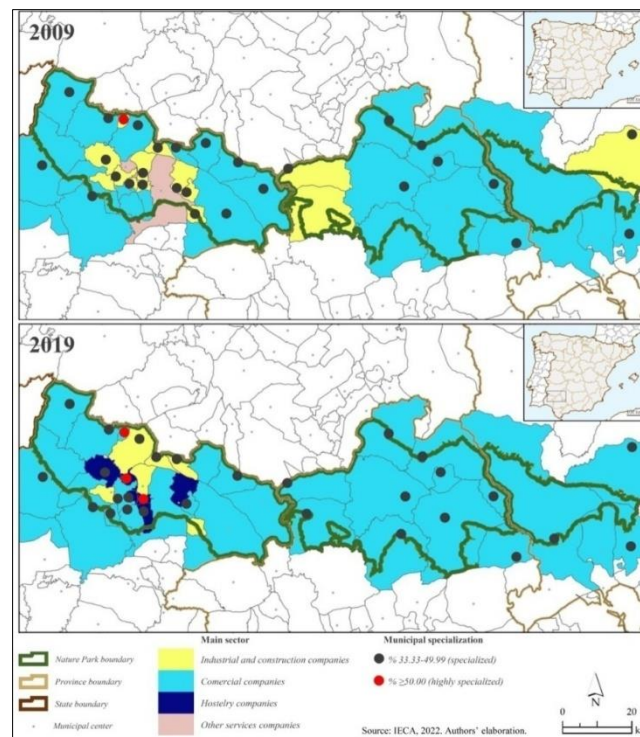 2009
2019
Main sector
Municipal specialization
Nature Park boundary
Industrial and construction companies
% 33.33-49.99 (specialized)
Province boundary
Comercial companies
% ≥50.00 (highly specialized)
State boundary
Hostelry companies
Municipal center
Other services companies
Source: IECA, 2022. Authors' elaboration.
N
0 20